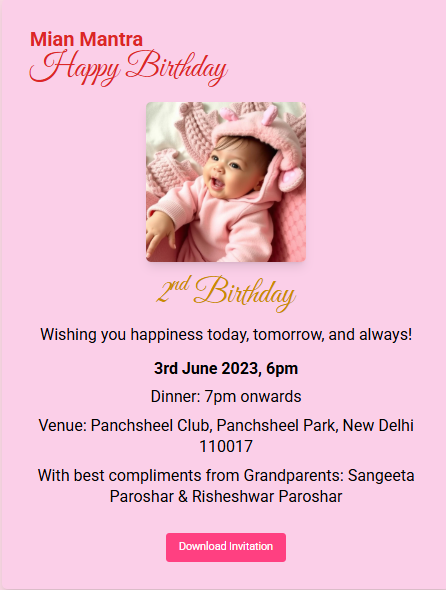 Mian Mantra
Happy Birthday
2nd Birthday
Wishing you happiness today, tomorrow, and always!
3rd June 2023, 6pm
Dinner: 7pm onwards
Venue: Panchsheel Club, Panchsheel Park, New Delhi
110017
With best compliments from Grandparents: Sangeeta
Paroshar & Risheshwar Paroshar
Download Invitation